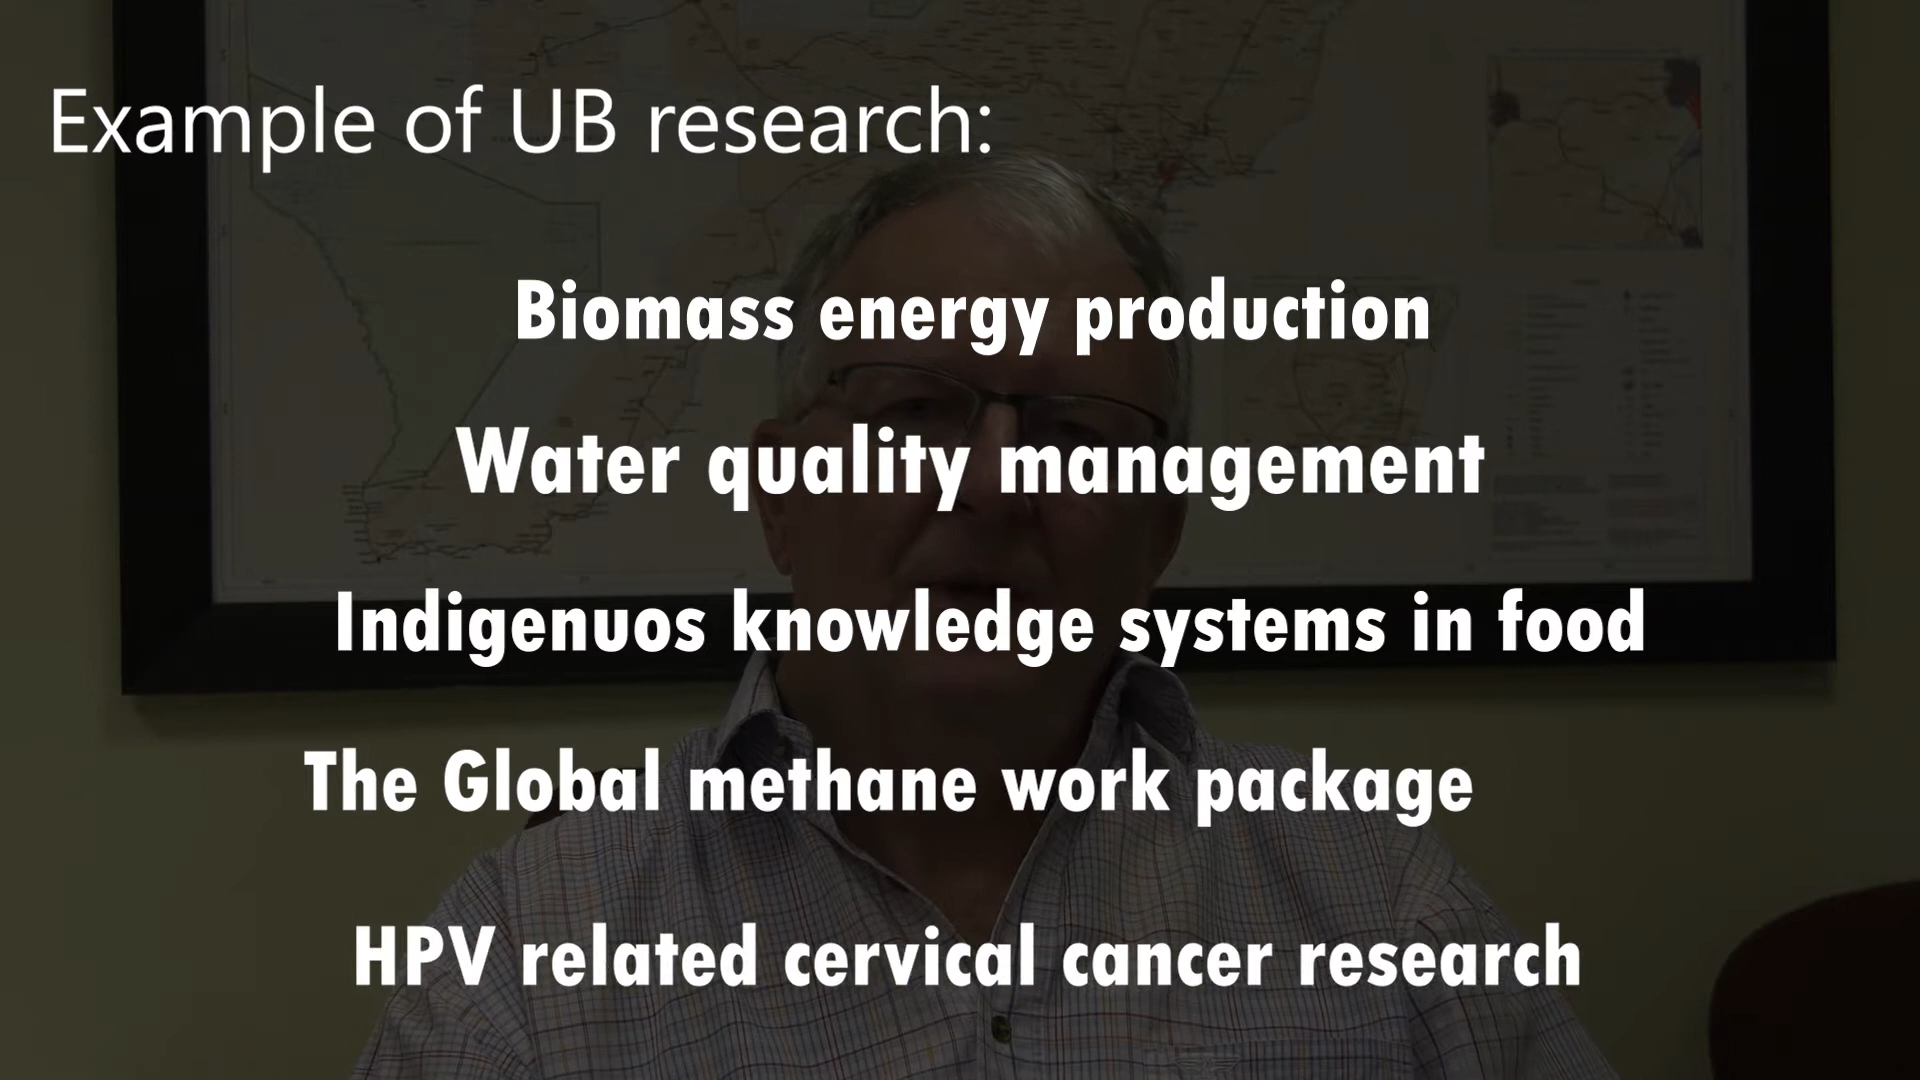 Example of UB research:
Biomass energy production
Water quality management
Indigenuos knowledge systems in food
The Global methane work package
HPV related cervical cancer research